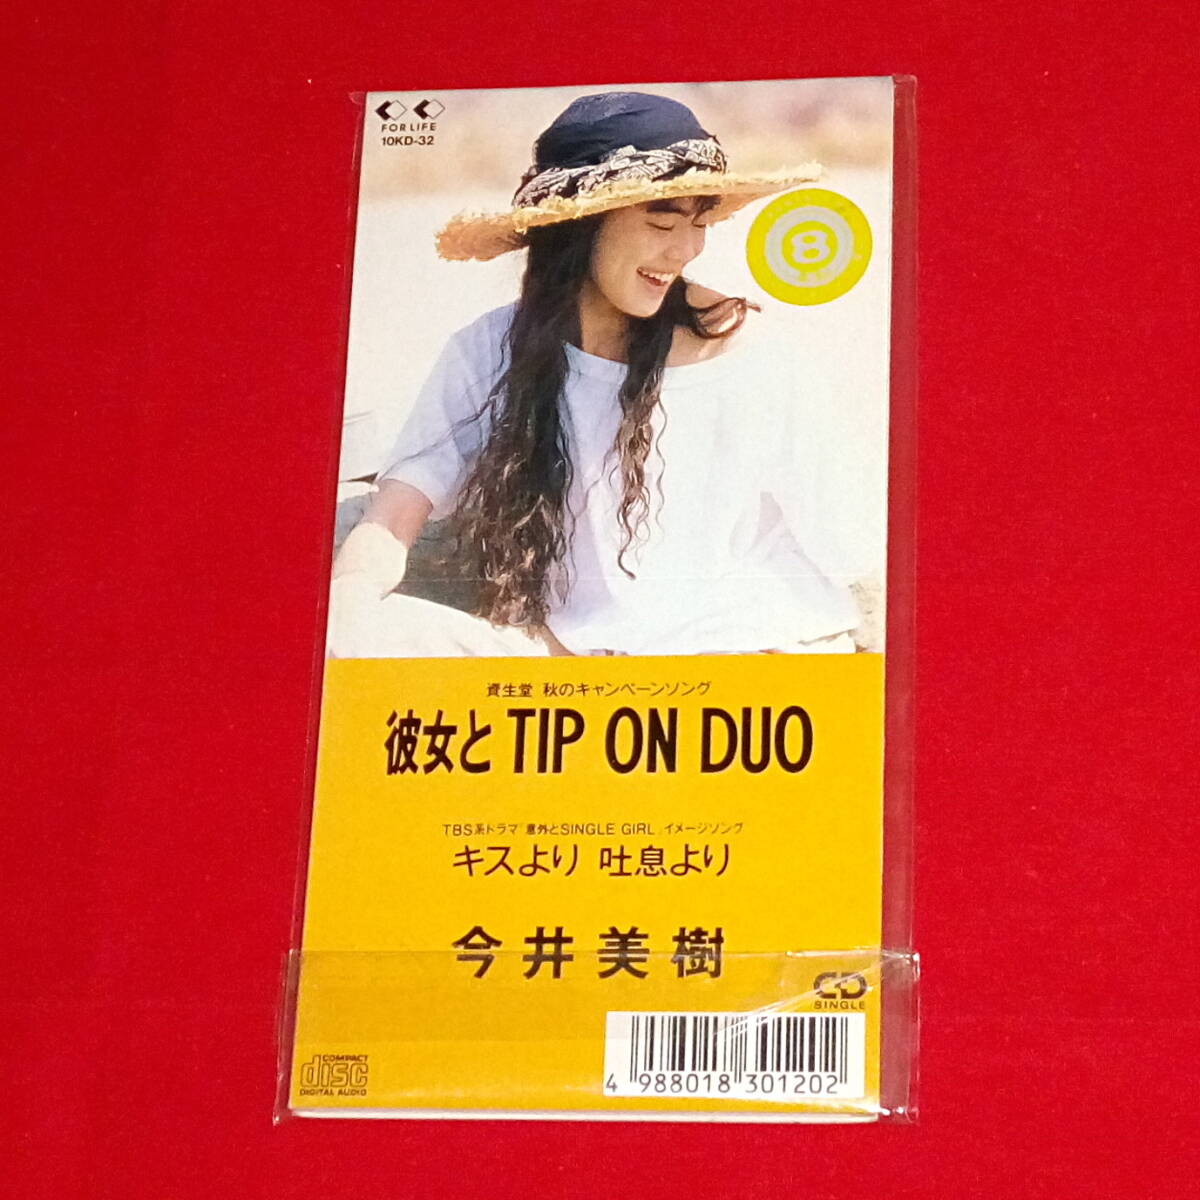 FOR LIFE
10KD-32
8
資生堂 秋のキャンペーンソング
彼女と TIP ON DUO
TBS系ドラマ「意外とSINGLE GIRL」イメージソング
キスより 吐息より
今井美樹
CD
SINGLE
COMPACT
disc
DIGITAL AUDIO
4 988018 301202